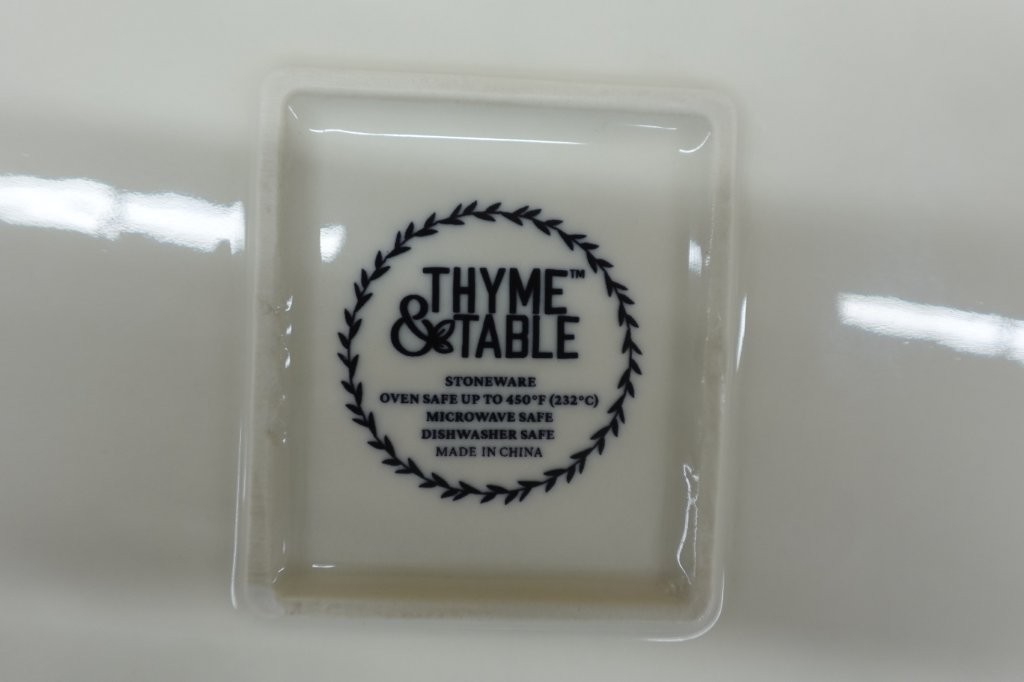 THYME™
& TABLE
STONEWARE
OVEN SAFE UP TO 450°F (232°C)
MICROWAVE SAFE
DISHWASHER SAFE
MADE IN CHINA